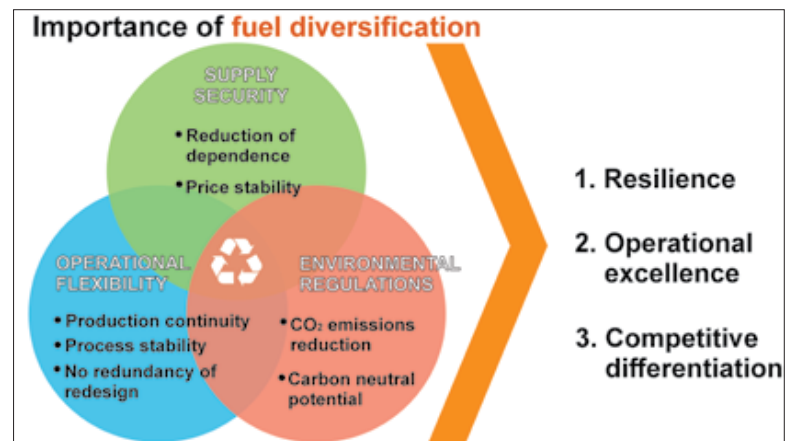 Importance of fuel diversification
SUPPLY
SECURITY
• Reduction of
dependence
• Price stability
OPERATIONAL
FLEXIBILITY
• Production continuity
• Process stability
• No redundancy of
redesign
ENVIRONMENTAL
REGULATIONS
• CO₂ emissions
reduction
• Carbon neutral
potential
1. Resilience
2. Operational
excellence
3. Competitive
differentiation